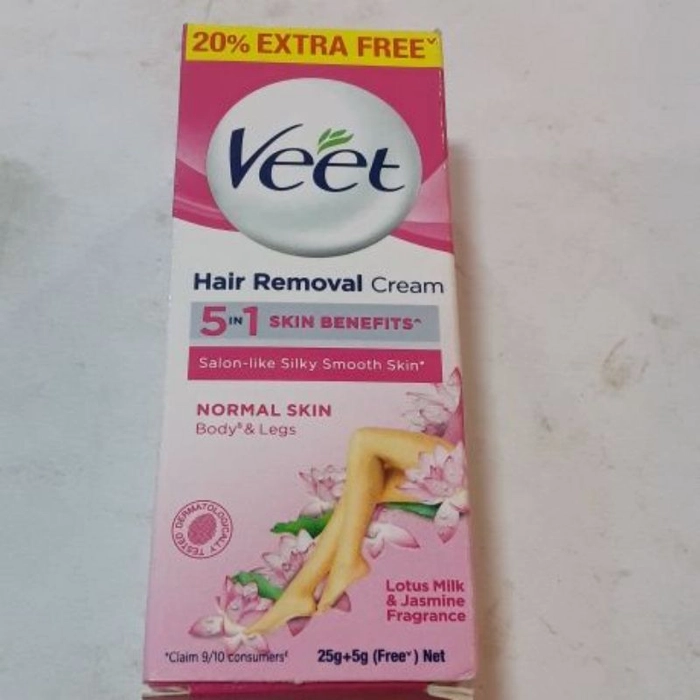 20% EXTRA FREE˅
Veet
Hair Removal Cream
5 IN 1 SKIN BENEFITS^
Salon-like Silky Smooth Skin*
NORMAL SKIN
Body$ & Legs
DERMATOLOGICALLY TESTED
Lotus Milk
& Jasmine
Fragrance
*Claim 9/10 consumers
25g+5g (Free˅) Net